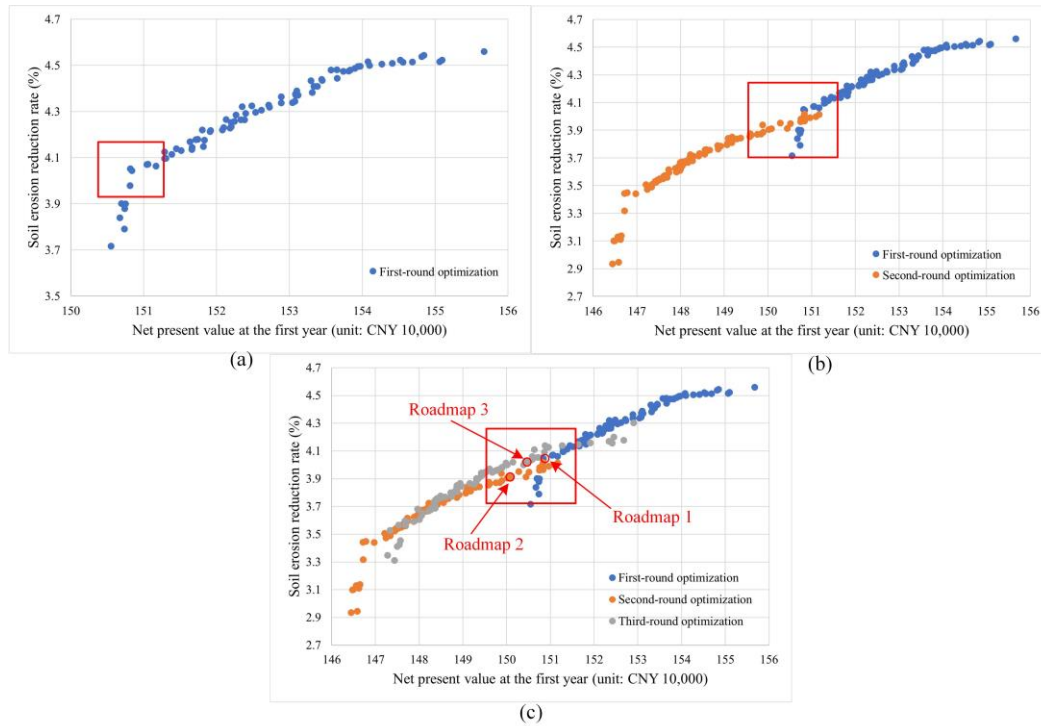 4.7
4.5
4.3
4.1
3.9
3.7
3.5
Soil erosion reduction rate (%)
First-round optimization
150 151 152 153 154 155 156
Net present value at the first year (unit: CNY 10,000)
(a)
4.7
4.5
4.3
4.1
3.9
3.7
3.5
3.3
3.1
2.9
2.7
Soil erosion reduction rate (%)
First-round optimization
Second-round optimization
146 147 148 149 150 151 152 153 154 155 156
Net present value at the first year (unit: CNY 10,000)
(b)
4.7
4.5
4.3
4.1
3.9
3.7
3.5
3.3
3.1
2.9
2.7
Soil erosion reduction rate (%)
Roadmap 3
Roadmap 1
Roadmap 2
First-round optimization
Second-round optimization
Third-round optimization
146 147 148 149 150 151 152 153 154 155 156
Net present value at the first year (unit: CNY 10,000)
(c)